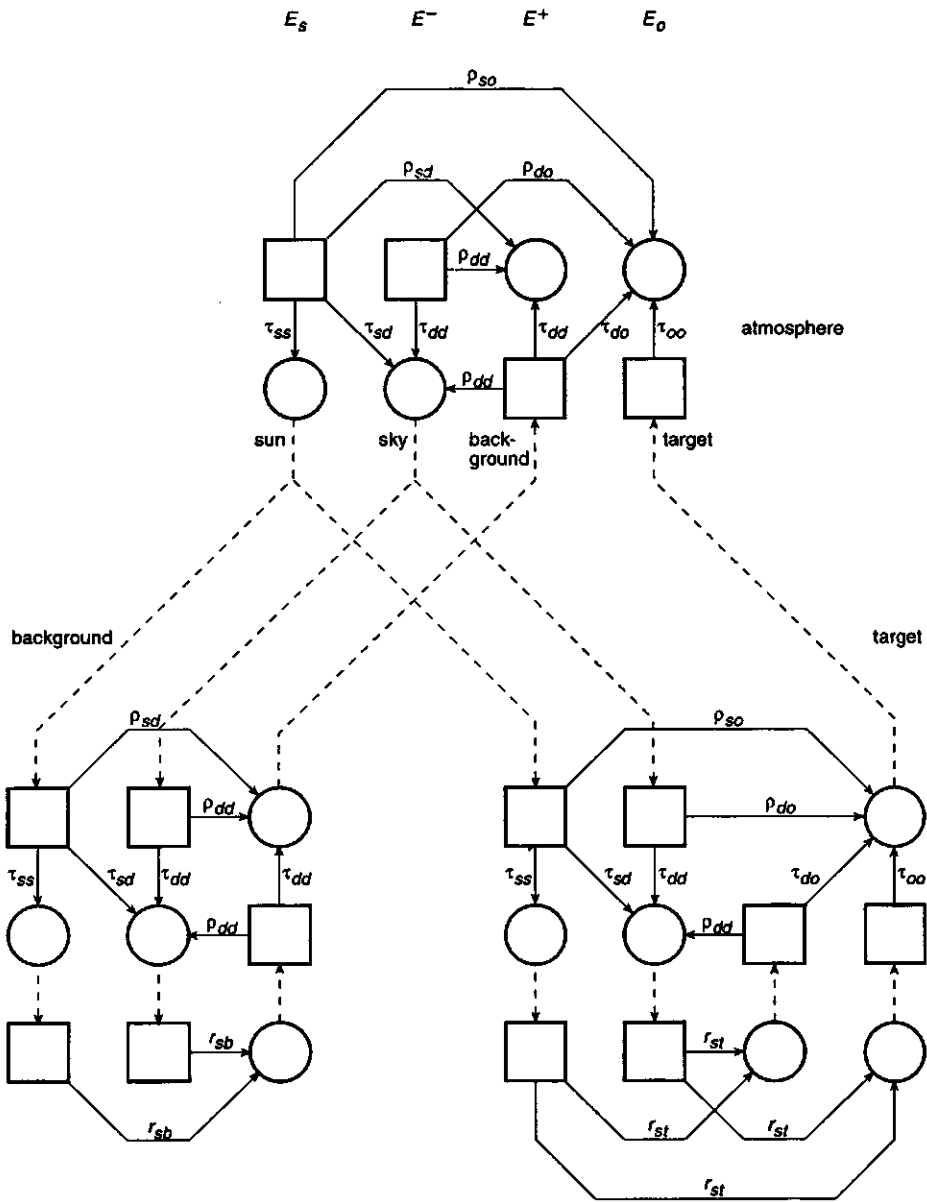 E_s E⁻ E⁺ E_o
ρ_so
ρ_sd ρ_do
ρ_dd
τ_ss τ_sd τ_dd τ_dd τ_do τ_oo atmosphere
ρ_dd
sun sky back-
ground target
background target
ρ_sd ρ_so
ρ_dd ρ_do
τ_ss τ_sd τ_dd τ_dd τ_ss τ_sd τ_dd τ_do τ_oo
ρ_dd ρ_dd
r_sb r_st
r_sb r_st r_st
r_st